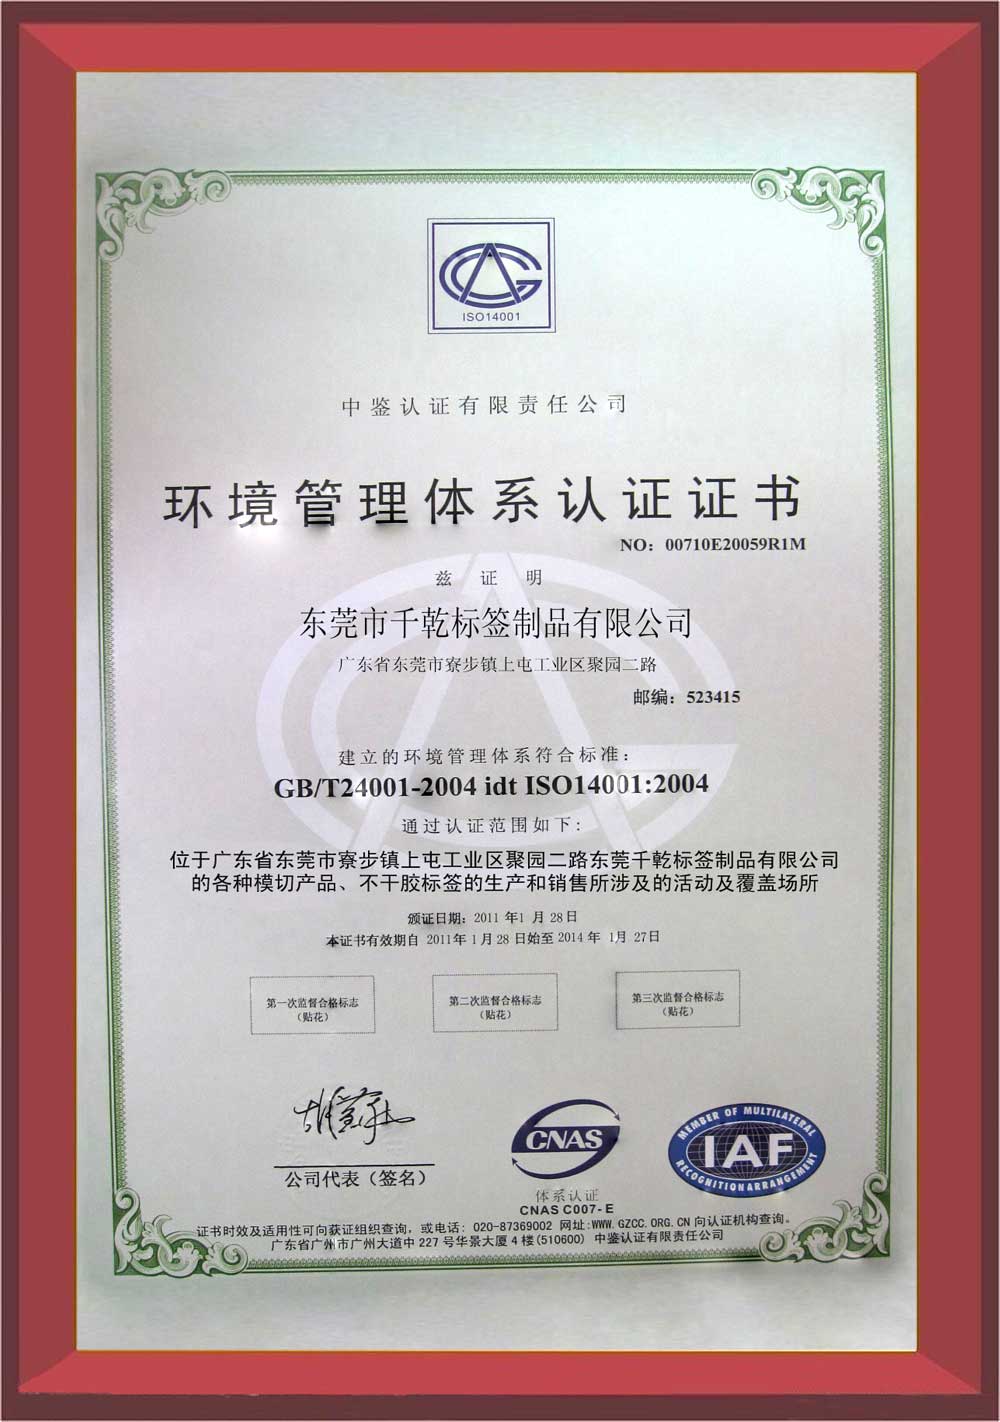 ISO14001
中鉴认证有限责任公司
环境管理体系认证证书
NO：00710E20059R1M
兹证明
东莞市千乾标签制品有限公司
广东省东莞市寮步镇上屯工业区聚园二路
邮编：523415
建立的环境管理体系符合标准：
GB/T24001-2004 idt ISO14001:2004
通过认证范围如下：
位于广东省东莞市寮步镇上屯工业区聚园二路东莞千乾标签制品有限公司
的各种模切产品、不干胶标签的生产和销售所涉及的活动及覆盖场所
颁证日期：2011 年1 月 28日
本证书有效期自 2011年 1月28 日始至 2014 年 1月 27日
第一次监督合格标志
（贴花）
第二次监督合格标志
（贴花）
第三次监督合格标志
（贴花）
公司代表（签名）
CNAS
体系认证
CNAS C007-E
MEMBER OF MULTILATERAL
IAF
RECOGNITION ARRANGEMENT
证书时效及适用性可向获证组织查询，或电话：020-87369002 网址:WWW.GZCC.ORG.CN 向认证机构查询。
广东省广州市广州大道中 227 号华景大厦 4 楼(510600) 中鉴认证有限责任公司